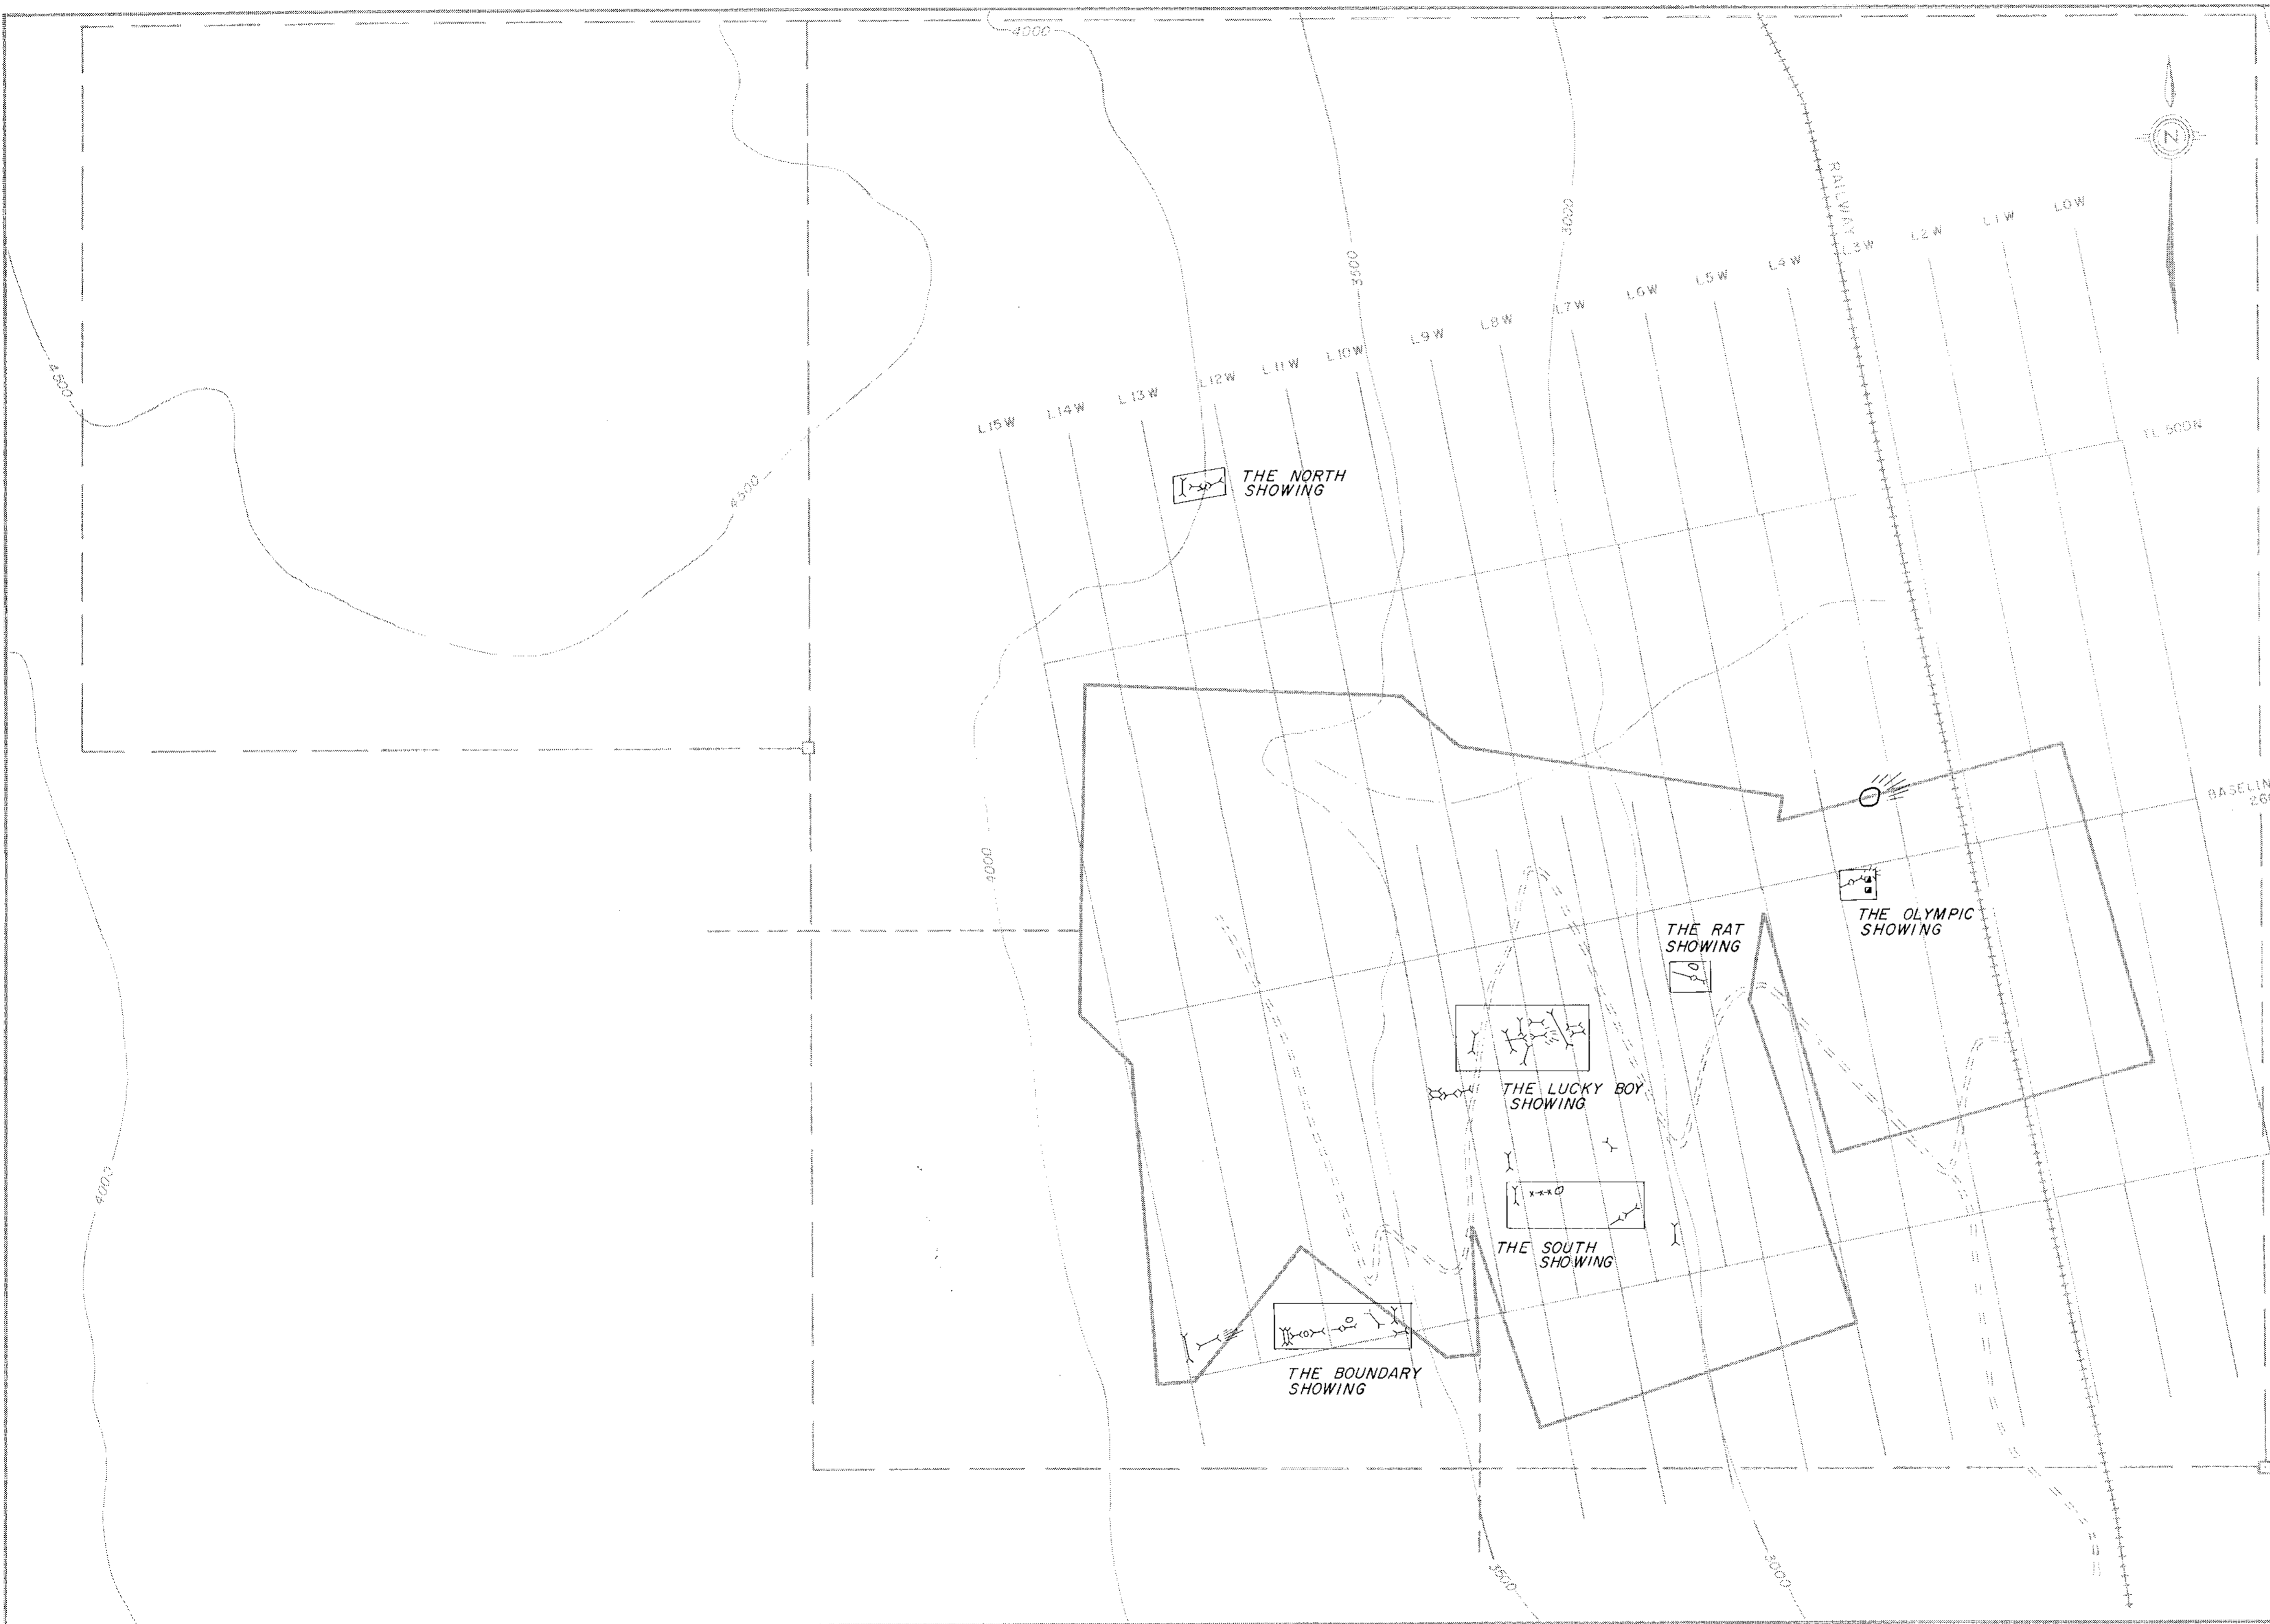 4000
N
RAILWAY
3000
3500
L15W
L14W
L13W
L12W
L11W
L10W
L9W
L8W
L7W
L6W
L5W
L4W
L3W
L2W
L1W
L0W
4500
4500
TL 500N
THE NORTH
SHOWING
BASELIN
4000
THE OLYMPIC
SHOWING
THE RAT
SHOWING
THE LUCKY BOY
SHOWING
4000
x-x-x
THE SOUTH
SHOWING
THE BOUNDARY
SHOWING
3500
3000